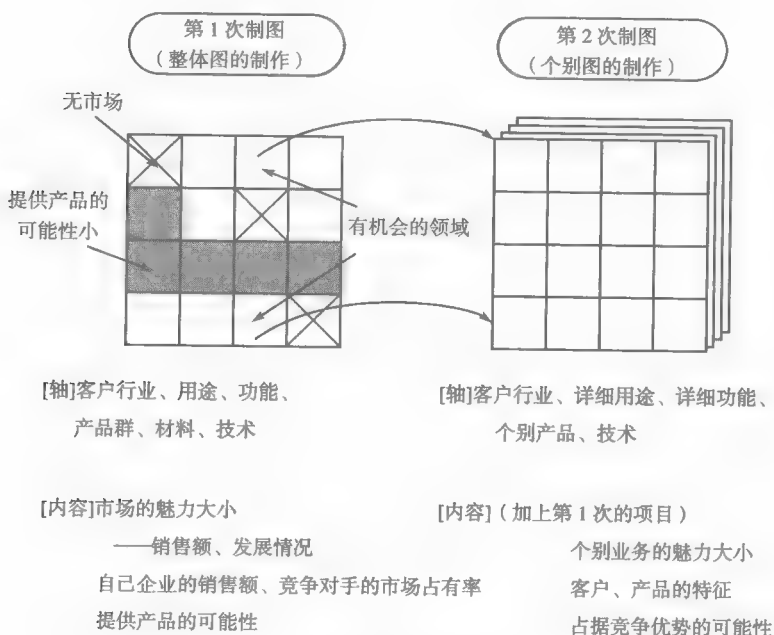 第1次制图
（整体图的制作）
第2次制图
（个别图的制作）
无市场
提供产品的
可能性小
有机会的领域
[轴]客户行业、用途、功能、
产品群、材料、技术
[轴]客户行业、详细用途、详细功能、
个别产品、技术
[内容]市场的魅力大小
——销售额、发展情况
自己企业的销售额、竞争对手的市场占有率
提供产品的可能性
[内容]（加上第1次的项目）
个别业务的魅力大小
客户、产品的特征
占据竞争优势的可能性